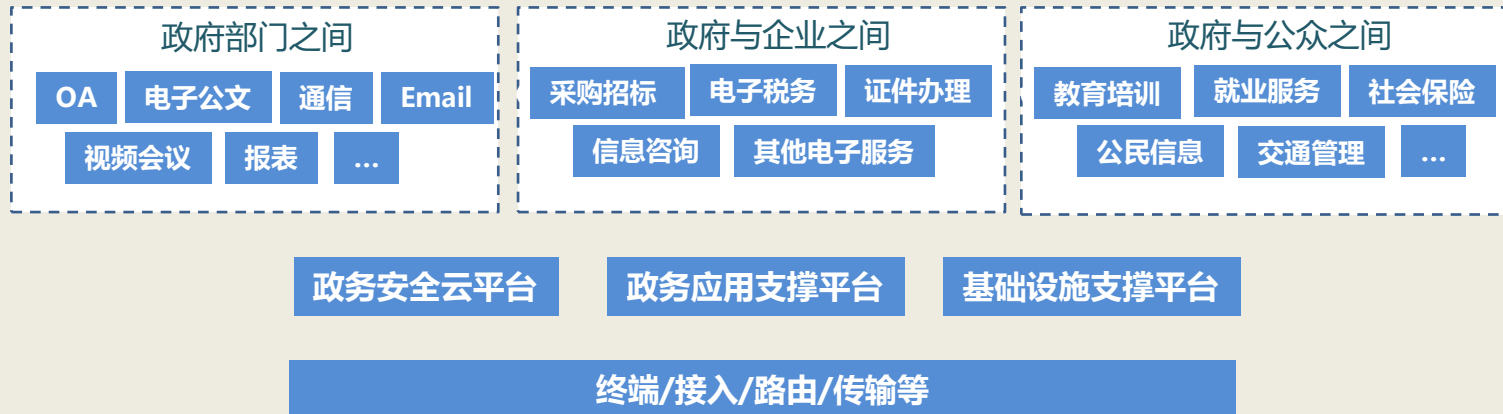 政府部门之间
OA 电子公文 通信 Email
视频会议 报表 ...
政府与企业之间
采购招标 电子税务 证件办理
信息咨询 其他电子服务
政府与公众之间
教育培训 就业服务 社会保险
公民信息 交通管理 ...
政务安全云平台 政务应用支撑平台 基础设施支撑平台
终端/接入/路由/传输等